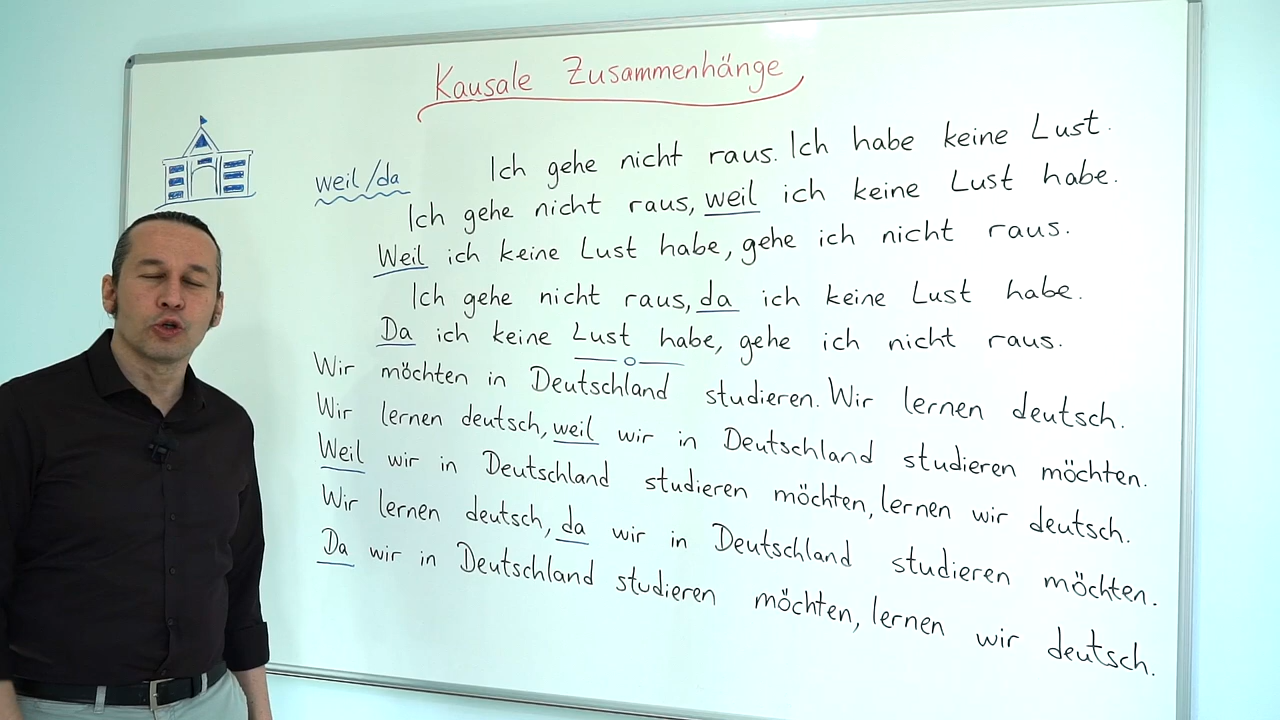 Kausale Zusammenhänge
weil/da
Ich gehe nicht raus. Ich habe keine Lust.
Ich gehe nicht raus, weil ich keine Lust habe.
Weil ich keine Lust habe, gehe ich nicht raus.
Ich gehe nicht raus, da ich keine Lust habe.
Da ich keine Lust habe, gehe ich nicht raus.
Wir möchten in Deutschland studieren. Wir lernen deutsch.
Wir lernen deutsch, weil wir in Deutschland studieren möchten.
Weil wir in Deutschland studieren möchten, lernen wir deutsch.
Wir lernen deutsch, da wir in Deutschland studieren möchten.
Da wir in Deutschland studieren möchten, lernen wir deutsch.